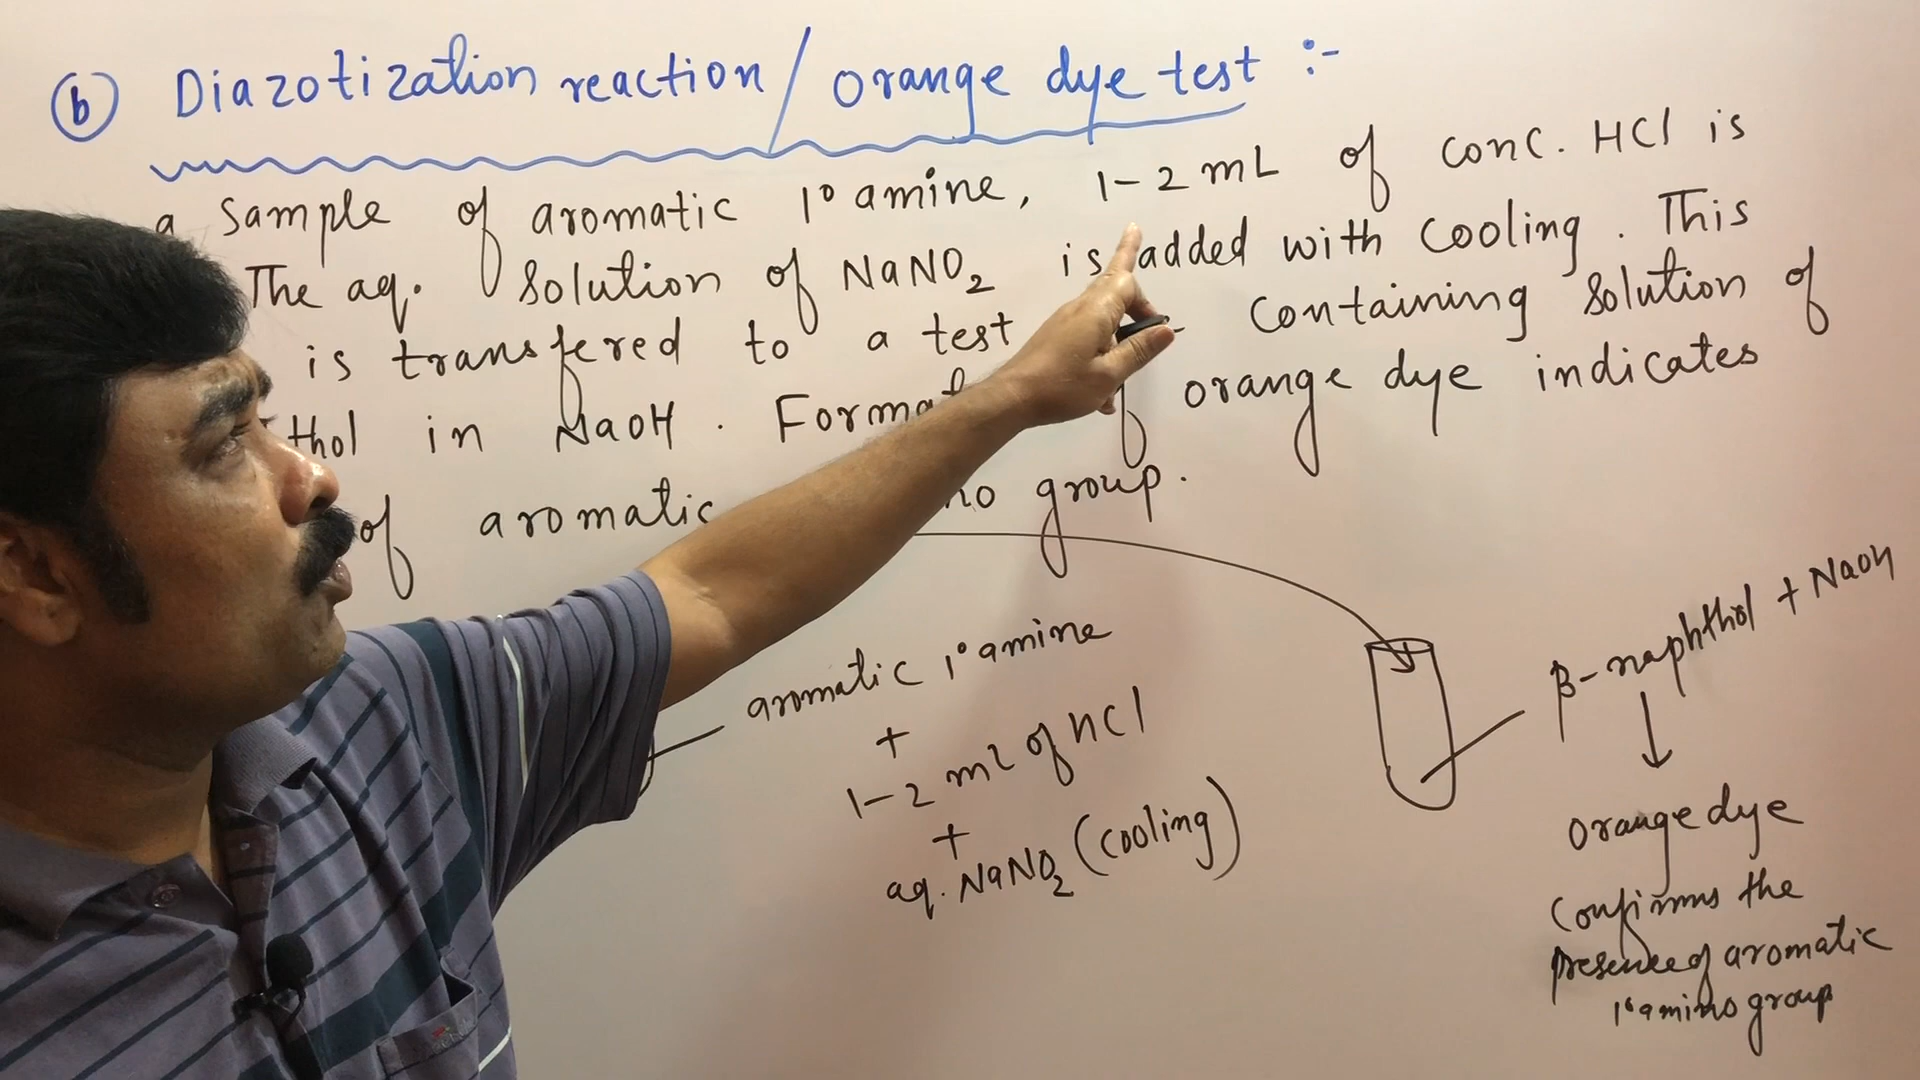 b Diazotization reaction / orange dye test :-
a sample of aromatic 1° amine, 1-2 mL of conc. HCl is
The aq. solution of NaNO2 is added with cooling. This
is transfered to a test containing solution of
thol in NaOH. Format of orange dye indicates
of aromatic no group.
aromatic 1° amine
+
1-2 ml of HCl
+
aq. NaNO2 (cooling)
β-naphthol + NaOH
↓
Orange dye
Confirms the
presence of aromatic
1° amino group